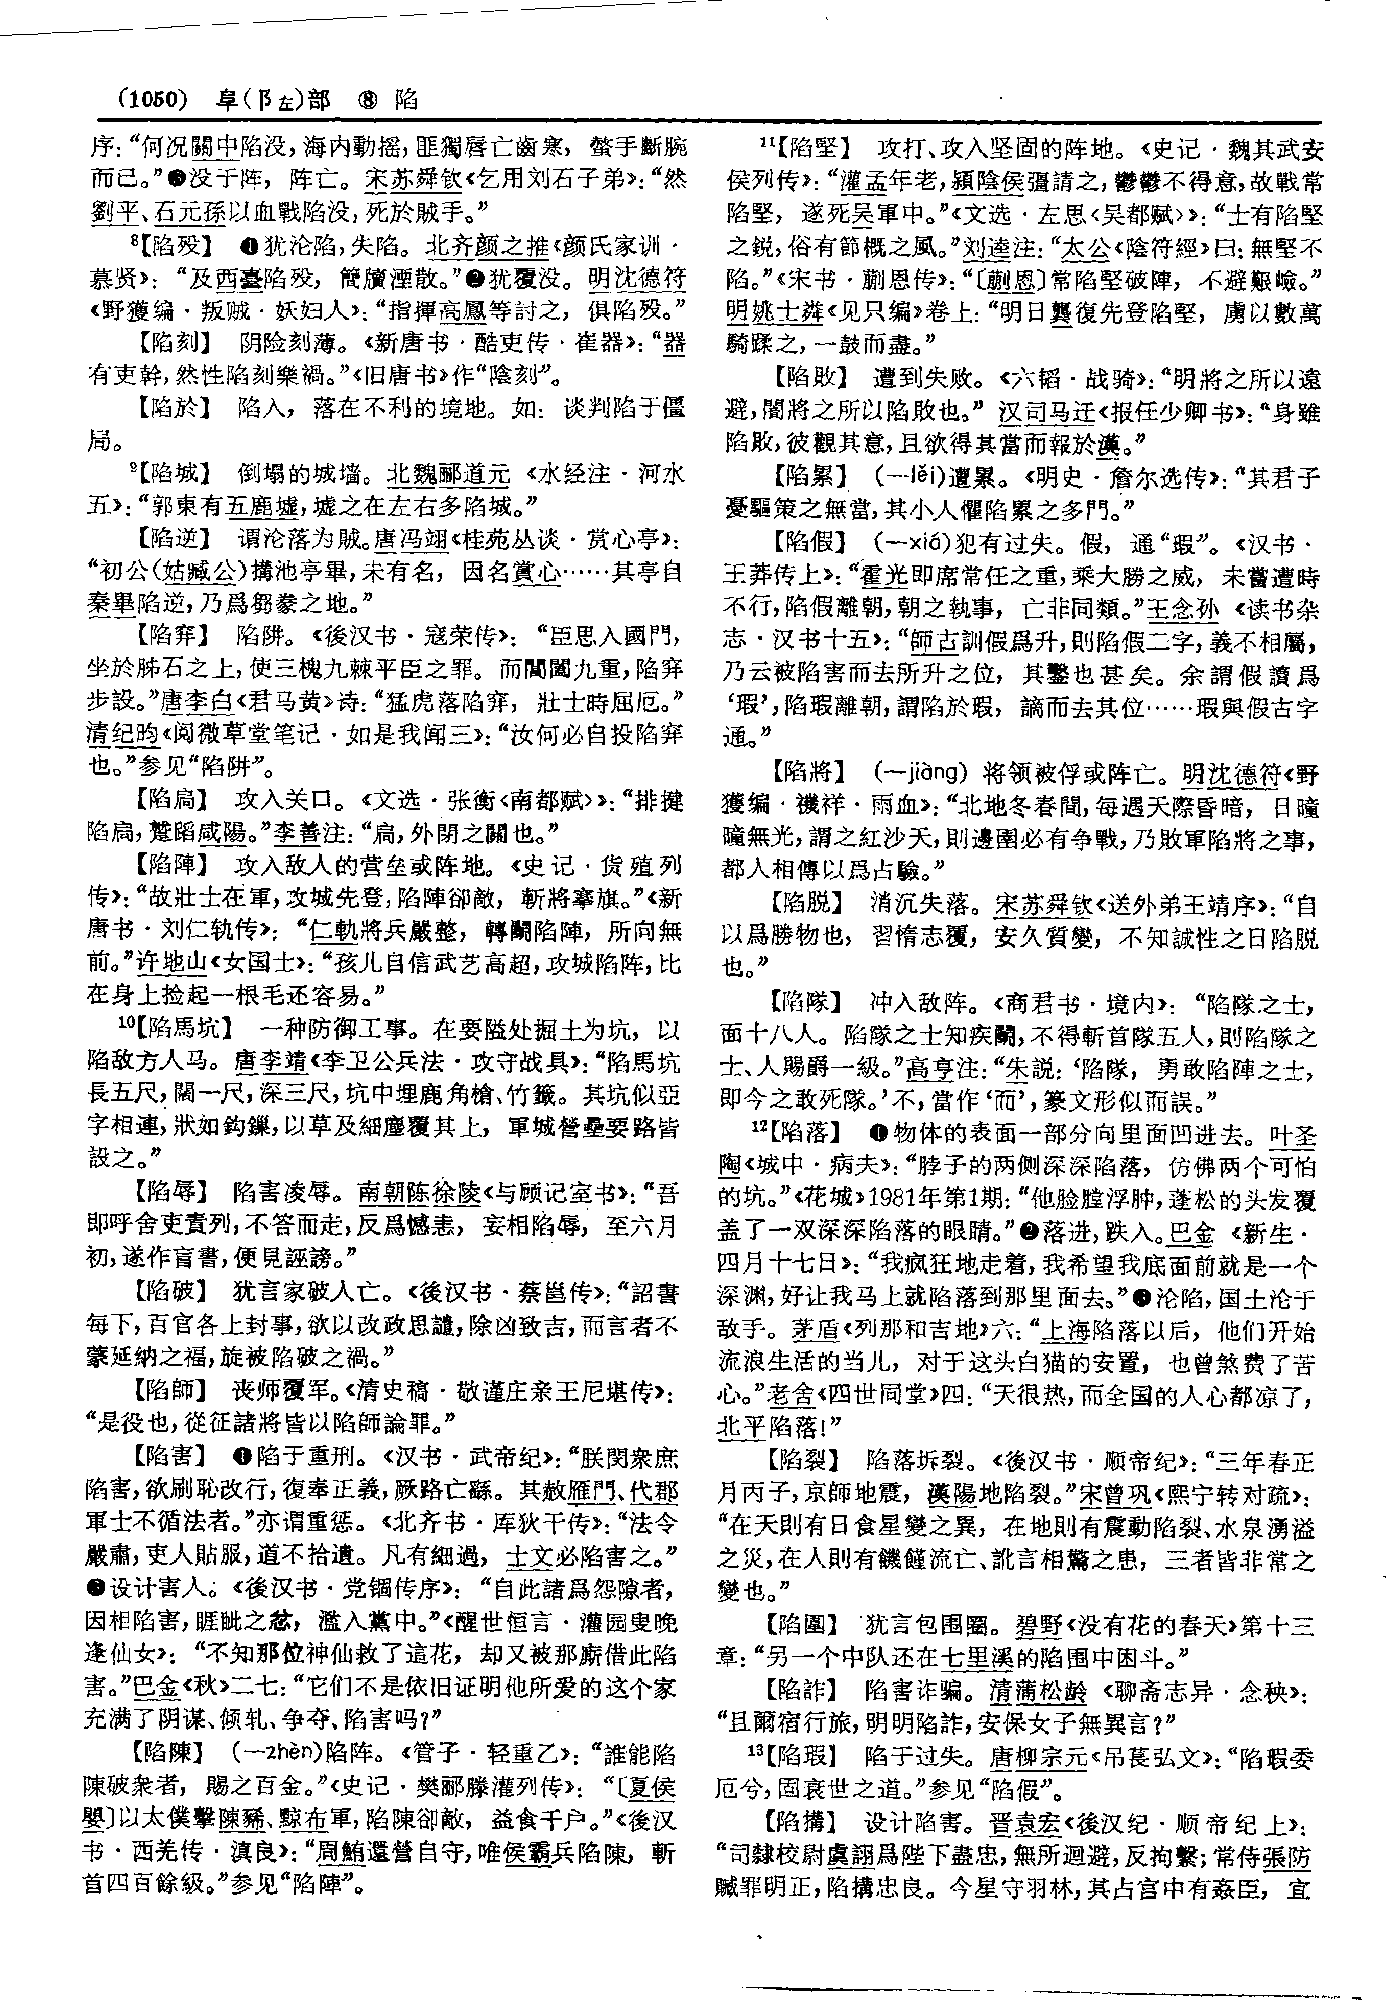 (1050) 阜(阝左)部 ⑧ 陷
序：“何况關中陷没，海内動摇，匪獨唇亡齒寒，螫手斷腕
而已。”❸没于阵，阵亡。宋苏舜钦《乞用刘石子弟》：“然
劉平、石元孫以血戰陷没，死於賊手。”
⁸【陷殁】 ❶犹沦陷，失陷。北齐颜之推《颜氏家训·
慕贤》：“及西臺陷殁，簡牘湮散。”❷犹覆没。明沈德符
《野獲编·叛贼·妖妇人》：“指揮高鳳等討之，俱陷殁。”
【陷刻】 阴险刻薄。《新唐书·酷吏传·崔器》：“器
有吏幹，然性陷刻樂禍。”《旧唐书》作“陰刻”。
【陷於】 陷入，落在不利的境地。如：谈判陷于僵
局。
⁹【陷城】 倒塌的城墙。北魏郦道元《水经注·河水
五》：“郭東有五鹿墟，墟之在左右多陷城。”
【陷逆】 谓沦落为贼。唐冯翊《桂苑丛谈·赏心亭》：
“初公(姑臧公)搆池亭畢，未有名，因名賞心……其亭自
秦畢陷逆，乃爲芻豢之地。”
【陷穽】 陷阱。《後汉书·寇荣传》：“臣思入國門，
坐於肺石之上，使三槐九棘平臣之罪。而閶闔九重，陷穽
步設。”唐李白《君马黄》诗：“猛虎落陷穽，壯士時屈厄。”
清纪昀《阅微草堂笔记·如是我闻三》：“汝何必自投陷穽
也。”参见“陷阱”。
【陷扃】 攻入关口。《文选·张衡<南都赋>》：“排揵
陷扃，蹵蹈咸陽。”李善注：“扃，外閉之關也。”
【陷陣】 攻入敌人的营垒或阵地。《史记·货殖列
传》：“故壯士在軍，攻城先登，陷陣卻敵，斬將搴旗。”《新
唐书·刘仁轨传》：“仁軌將兵嚴整，轉鬭陷陣，所向無
前。”许地山《女国士》：“孩儿自信武艺高超，攻城陷阵，比
在身上捡起一根毛还容易。”
¹⁰【陷馬坑】 一种防御工事。在要隘处掘土为坑，以
陷敌方人马。唐李靖《李卫公兵法·攻守战具》：“陷馬坑
長五尺，闊一尺，深三尺，坑中埋鹿角槍、竹籤。其坑似亞
字相連，狀如鈎鏁，以草及細塵覆其上，軍城營壘要路皆
設之。”
【陷辱】 陷害凌辱。南朝陈徐陵《与顾记室书》：“吾
即呼舍吏責列，不答而走，反爲憾恚，妄相陷辱，至六月
初，遂作盲書，便見誣謗。”
【陷破】 犹言家破人亡。《後汉书·蔡邕传》：“詔書
每下，百官各上封事，欲以改政思譴，除凶致吉，而言者不
蒙延納之福，旋被陷破之禍。”
【陷師】 丧师覆军。《清史稿·敬谨庄亲王尼堪传》：
“是役也，從征諸將皆以陷師論罪。”
【陷害】 ❶陷于重刑。《汉书·武帝纪》：“朕閔衆庶
陷害，欲刷恥改行，復奉正義，厥路亡繇。其赦雁門、代郡
軍士不循法者。”亦谓重惩。《北齐书·厍狄干传》：“法令
嚴肅，吏人貼服，道不拾遺。凡有細過，士文必陷害之。”
❷设计害人。《後汉书·党锢传序》：“自此諸爲怨隙者，
因相陷害，睚眦之忿，濫入黨中。”《醒世恒言·灌园叟晚
逢仙女》：“不知那位神仙救了這花，却又被那廝借此陷
害。”巴金《秋》二七：“它们不是依旧证明他所爱的这个家
充满了阴谋、倾轧、争夺、陷害吗？”
【陷陳】 (—zhèn)陷阵。《管子·轻重乙》：“誰能陷
陳破衆者，賜之百金。”《史记·樊郦滕灌列传》：“〔夏侯
嬰〕以太僕擊陳豨、黥布軍，陷陳卻敵，益食千户。”《後汉
书·西羌传·滇良》：“周鮪還營自守，唯侯霸兵陷陳，斬
首四百餘級。”参见“陷陣”。
¹¹【陷堅】 攻打、攻入坚固的阵地。《史记·魏其武安
侯列传》：“灌孟年老，潁陰侯彊請之，鬱鬱不得意，故戰常
陷堅，遂死吴軍中。”《文选·左思<吴都赋>》：“士有陷堅
之鋭，俗有節概之風。”刘逵注：“太公《陰符經》曰：無堅不
陷。”《宋书·蒯恩传》：“〔蒯恩〕常陷堅破陣，不避艱嶮。”
明姚士粦《见只编》卷上：“明日龔復先登陷堅，虜以數萬
騎蹂之，一鼓而盡。”
【陷敗】 遭到失败。《六韬·战骑》：“明將之所以遠
避，闇將之所以陷敗也。”汉司马迁《报任少卿书》：“身雖
陷敗，彼觀其意，且欲得其當而報於漢。”
【陷累】 (—lěi)遭累。《明史·詹尔选传》：“其君子
憂驅策之無當，其小人懼陷累之多門。”
【陷假】 (—xiá)犯有过失。假，通“瑕”。《汉书·
王莽传上》：“霍光即席常任之重，乘大勝之威，未嘗遭時
不行，陷假離朝，朝之執事，亡非同類。”王念孙《读书杂
志·汉书十五》：“師古訓假爲升，則陷假二字，義不相屬，
乃云被陷害而去所升之位，其鑿也甚矣。余謂假讀爲
‘瑕’，陷瑕離朝，謂陷於瑕，謫而去其位……瑕與假古字
通。”
【陷將】 (—jiàng) 将领被俘或阵亡。明沈德符《野
獲编·禨祥·雨血》：“北地冬春間，每遇天際昏暗，日曈
曈無光，謂之紅沙天，則邊圉必有争戰，乃敗軍陷將之事，
都人相傳以爲占驗。”
【陷脱】 消沉失落。宋苏舜钦《送外弟王靖序》：“自
以爲勝物也，習惰志覆，安久質變，不知誠性之日陷脱
也。”
【陷隊】 冲入敌阵。《商君书·境内》：“陷隊之士，
面十八人。陷隊之士知疾鬭，不得斬首隊五人，則陷隊之
士、人賜爵一級。”高亨注：“朱説：‘陷隊，勇敢陷陣之士，
即今之敢死隊。’不，當作‘而’，篆文形似而誤。”
¹²【陷落】 ❶物体的表面一部分向里面凹进去。叶圣
陶《城中·病夫》：“脖子的两侧深深陷落，仿佛两个可怕
的坑。”《花城》1981年第1期：“他脸膛浮肿，蓬松的头发覆
盖了一双深深陷落的眼睛。”❷落进，跌入。巴金《新生·
四月十七日》：“我疯狂地走着，我希望我底面前就是一个
深渊，好让我马上就陷落到那里面去。”❸沦陷，国土沦于
敌手。茅盾《列那和吉地》六：“上海陷落以后，他们开始
流浪生活的当儿，对于这头白猫的安置，也曾煞费了苦
心。”老舍《四世同堂》四：“天很热，而全国的人心都凉了，
北平陷落！”
【陷裂】 陷落坼裂。《後汉书·顺帝纪》：“三年春正
月丙子，京師地震，漢陽地陷裂。”宋曾巩《熙宁转对疏》：
“在天則有日食星變之異，在地則有震動陷裂、水泉湧溢
之災，在人則有饑饉流亡、訛言相驚之患，三者皆非常之
變也。”
【陷圍】 犹言包围圈。碧野《没有花的春天》第十三
章：“另一个中队还在七里溪的陷围中困斗。”
【陷詐】 陷害诈骗。清蒲松龄《聊斋志异·念秧》：
“且爾宿行旅，明明陷詐，安保女子無異言？”
¹³【陷瑕】 陷于过失。唐柳宗元《吊苌弘文》：“陷瑕委
厄兮，固衰世之道。”参见“陷假”。
【陷搆】 设计陷害。晋袁宏《後汉纪·顺帝纪上》：
“司隸校尉虞詡爲陛下盡忠，無所迴避，反拘繫；常侍張防
贓罪明正，陷搆忠良。今星守羽林，其占宫中有姦臣，宜